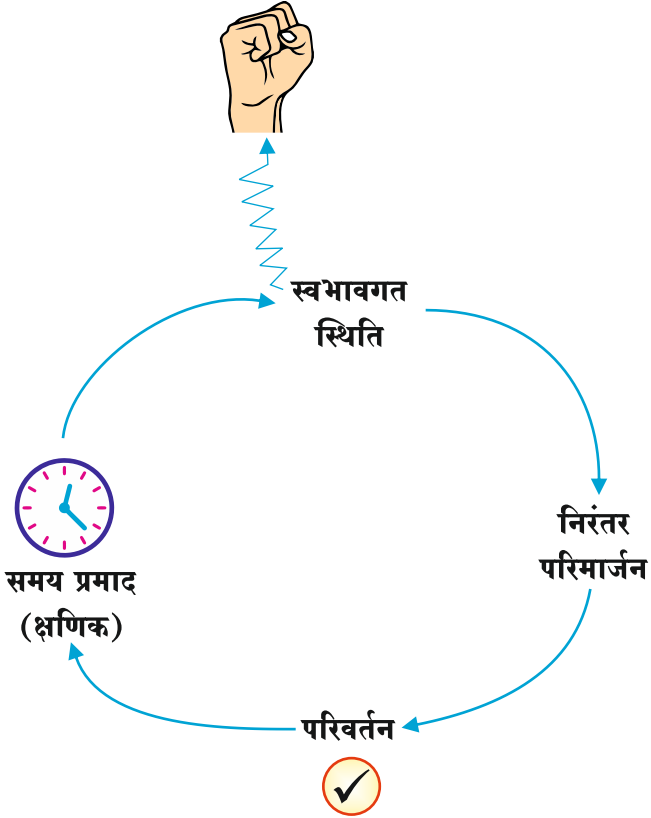 स्वभावगत
स्थिति
निरंतर
परिमार्जन
परिवर्तन
समय प्रमाद
(क्षणिक)